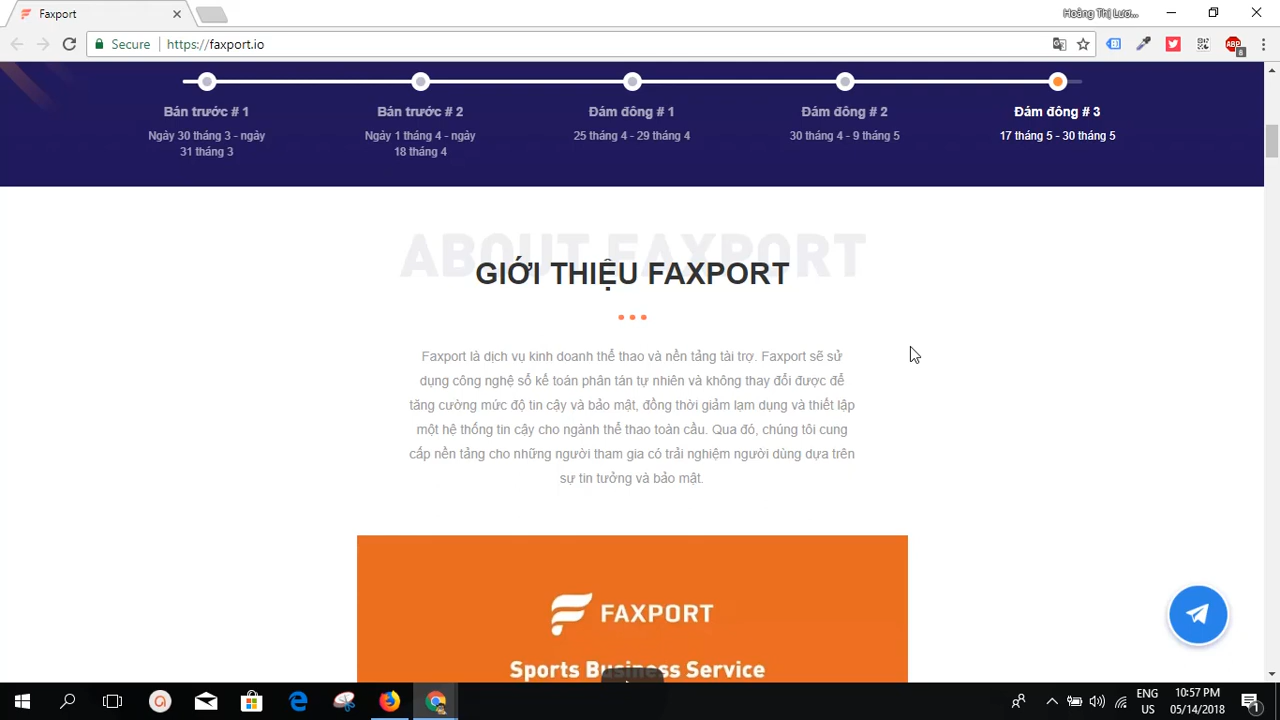 Faxport
Hoàng Thị Lươ...
Secure
https://faxport.io
ABP
8
Bán trước # 1
Bán trước # 2
Đám đông # 1
Đám đông # 2
Đám đông # 3
Ngày 30 tháng 3 - ngày
31 tháng 3
Ngày 1 tháng 4 - ngày
18 tháng 4
25 tháng 4 - 29 tháng 4
30 tháng 4 - 9 tháng 5
17 tháng 5 - 30 tháng 5
ABOUT FAXPORT
GIỚI THIỆU FAXPORT
Faxport là dịch vụ kinh doanh thể thao và nền tảng tài trợ. Faxport sẽ sử
dụng công nghệ số kế toán phân tán tự nhiên và không thay đổi được để
tăng cường mức độ tin cậy và bảo mật, đồng thời giảm lạm dụng và thiết lập
một hệ thống tin cậy cho ngành thể thao toàn cầu. Qua đó, chúng tôi cung
cấp nền tảng cho những người tham gia có trải nghiệm người dùng dựa trên
sự tin tưởng và bảo mật.
FAXPORT
Sports Business Service
ENG
US
10:57 PM
05/14/2018
1